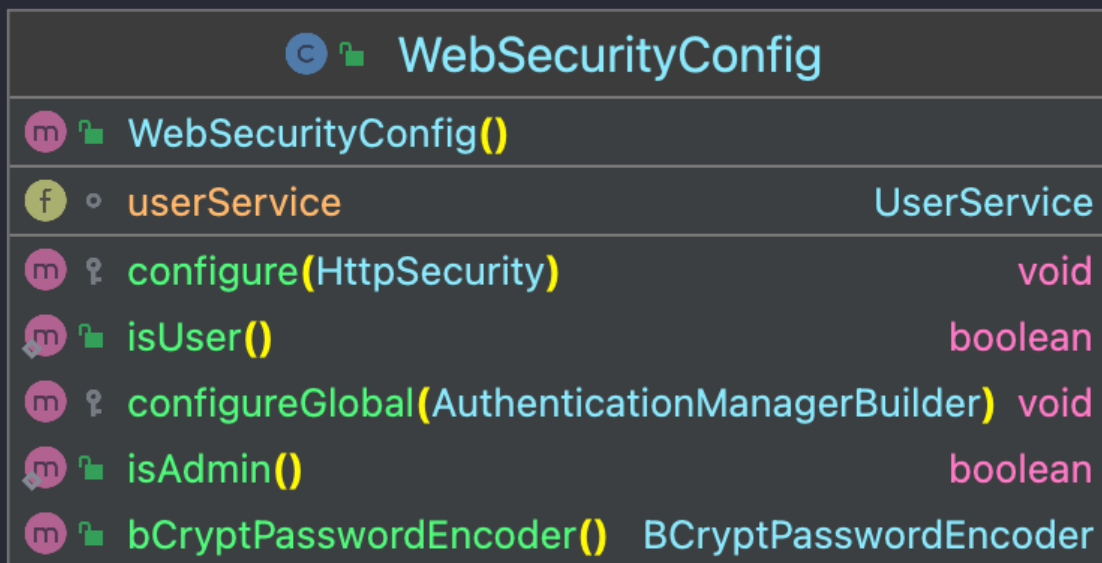 C WebSecurityConfig
m WebSecurityConfig()
f userService UserService
m configure(HttpSecurity) void
m isUser() boolean
m configureGlobal(AuthenticationManagerBuilder) void
m isAdmin() boolean
m bCryptPasswordEncoder() BCryptPasswordEncoder